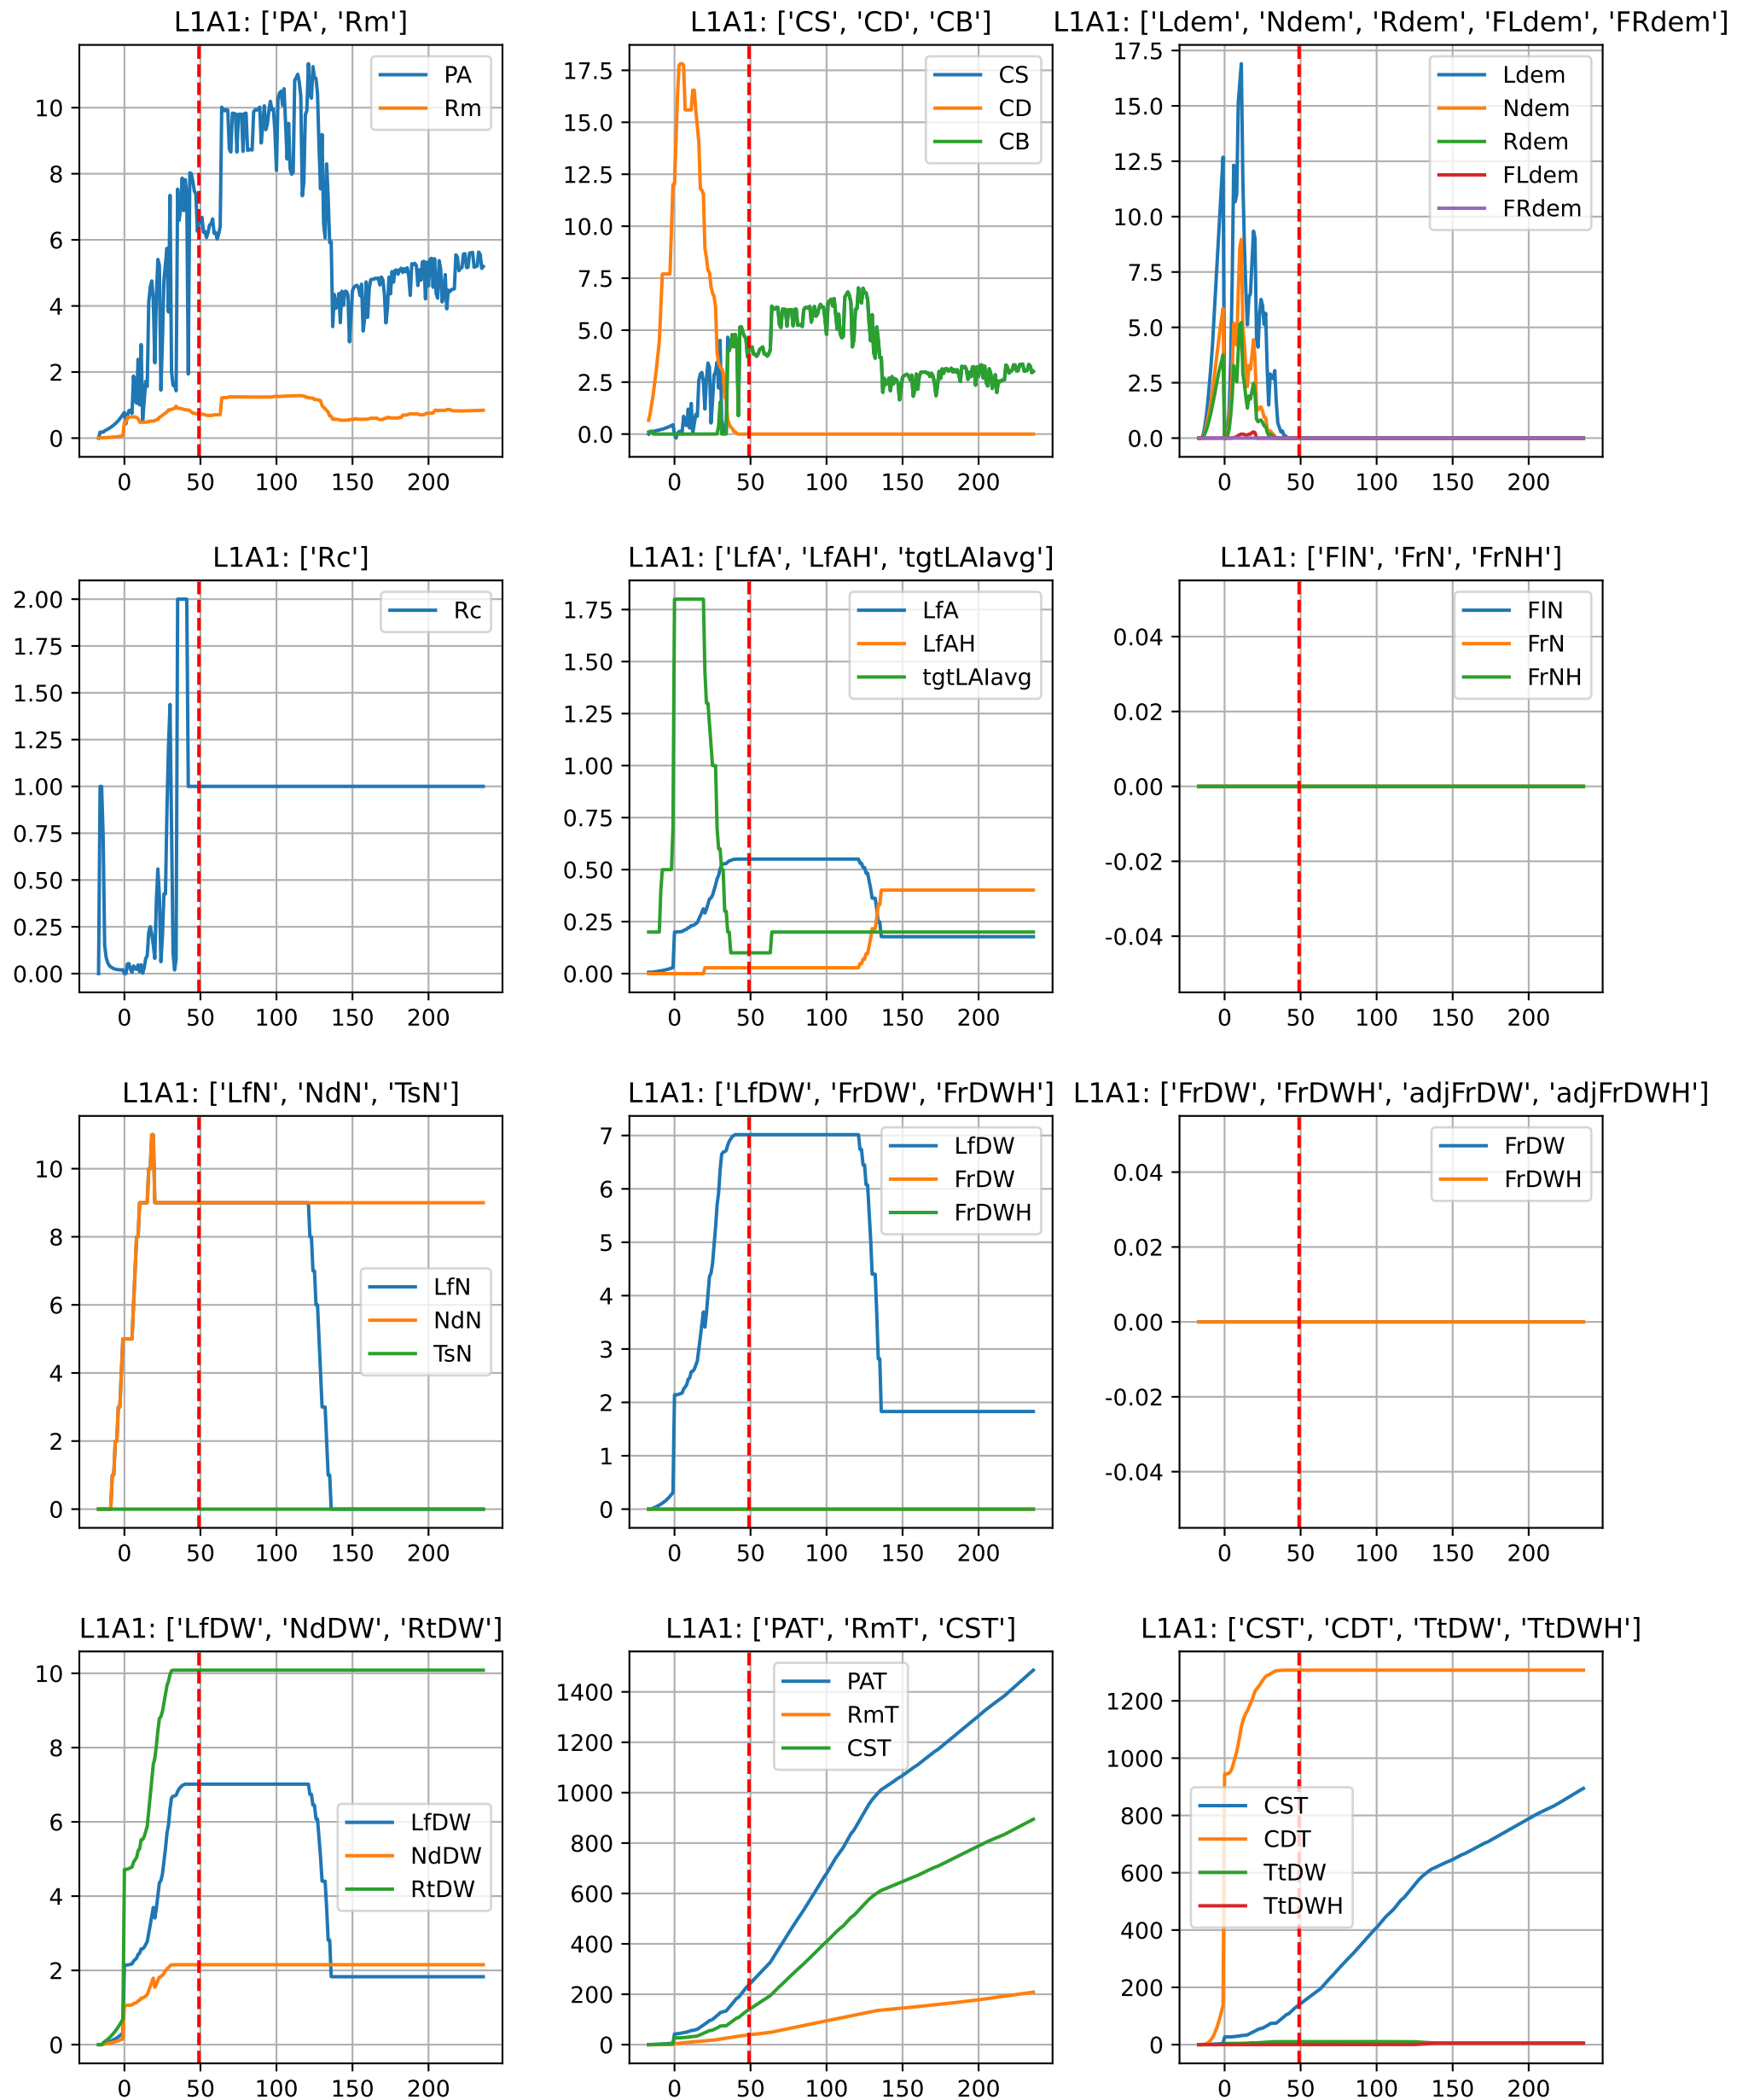 L1A1: ['PA', 'Rm']
PA
Rm
10
8
6
4
2
0
0 50 100 150 200
L1A1: ['CS', 'CD', 'CB']
CS
CD
CB
17.5
15.0
12.5
10.0
7.5
5.0
2.5
0.0
0 50 100 150 200
L1A1: ['Ldem', 'Ndem', 'Rdem', 'FLdem', 'FRdem']
Ldem
Ndem
Rdem
FLdem
FRdem
17.5
15.0
12.5
10.0
7.5
5.0
2.5
0.0
0 50 100 150 200
L1A1: ['Rc']
Rc
2.00
1.75
1.50
1.25
1.00
0.75
0.50
0.25
0.00
0 50 100 150 200
L1A1: ['LfA', 'LfAH', 'tgtLAIavg']
LfA
LfAH
tgtLAIavg
1.75
1.50
1.25
1.00
0.75
0.50
0.25
0.00
0 50 100 150 200
L1A1: ['FlN', 'FrN', 'FrNH']
FlN
FrN
FrNH
0.04
0.02
0.00
-0.02
-0.04
0 50 100 150 200
L1A1: ['LfN', 'NdN', 'TsN']
LfN
NdN
TsN
10
8
6
4
2
0
0 50 100 150 200
L1A1: ['LfDW', 'FrDW', 'FrDWH']
LfDW
FrDW
FrDWH
7
6
5
4
3
2
1
0
0 50 100 150 200
L1A1: ['FrDW', 'FrDWH', 'adjFrDW', 'adjFrDWH']
FrDW
FrDWH
0.04
0.02
0.00
-0.02
-0.04
0 50 100 150 200
L1A1: ['LfDW', 'NdDW', 'RtDW']
LfDW
NdDW
RtDW
10
8
6
4
2
0
0 50 100 150 200
L1A1: ['PAT', 'RmT', 'CST']
PAT
RmT
CST
1400
1200
1000
800
600
400
200
0
0 50 100 150 200
L1A1: ['CST', 'CDT', 'TtDW', 'TtDWH']
CST
CDT
TtDW
TtDWH
1200
1000
800
600
400
200
0
0 50 100 150 200